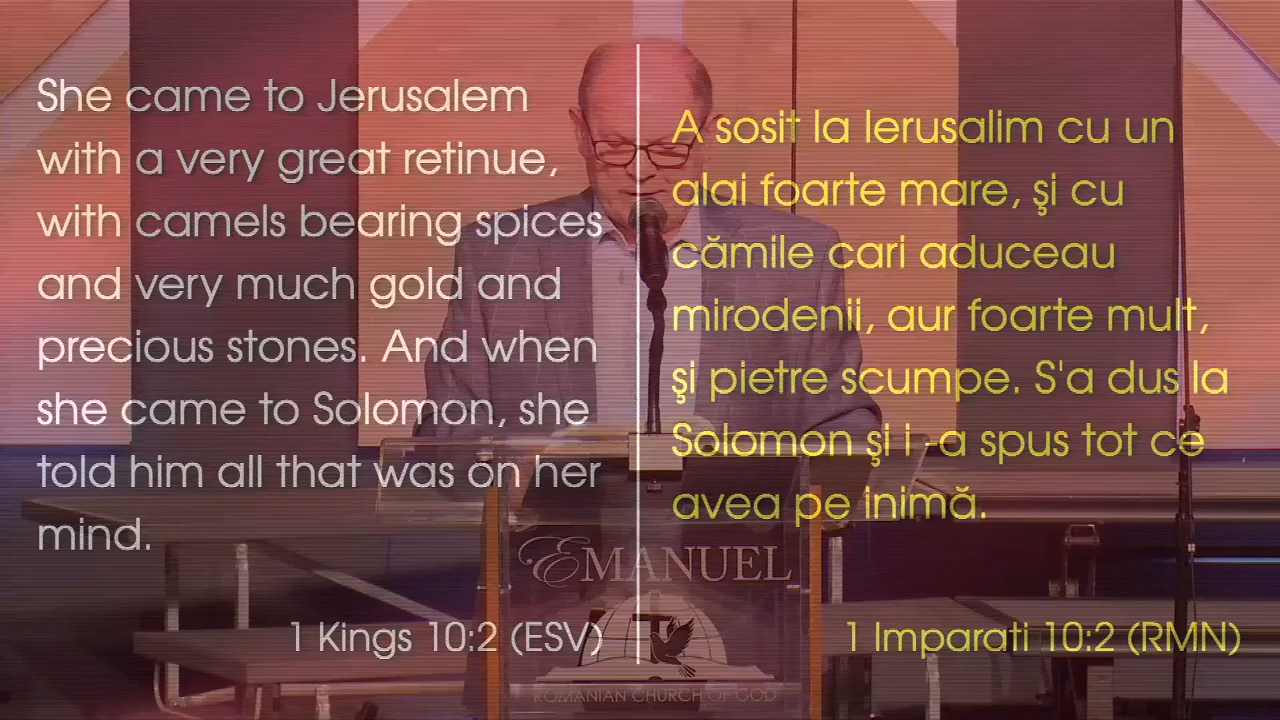 She came to Jerusalem
with a very great retinue,
with camels bearing spices
and very much gold and
precious stones. And when
she came to Solomon, she
told him all that was on her
mind.
1 Kings 10:2 (ESV)
A sosit la Ierusalim cu un
alai foarte mare, şi cu
cămile cari aduceau
mirodenii, aur foarte mult,
şi pietre scumpe. S'a dus la
Solomon şi i -a spus tot ce
avea pe inimă.
1 Imparati 10:2 (RMN)
EMANUEL
ROMANIAN CHURCH OF GOD